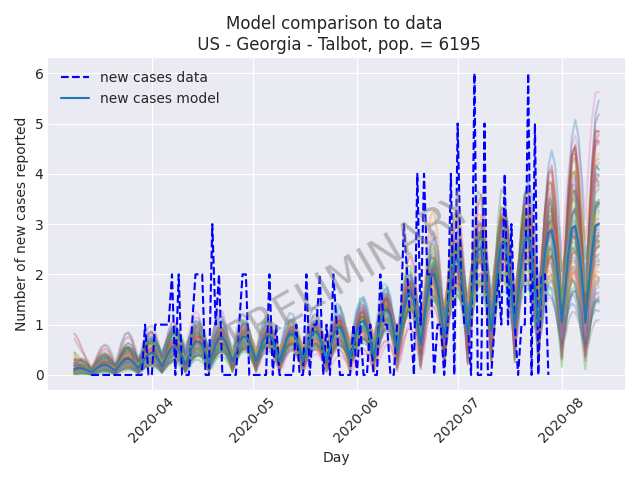 Model comparison to data
US - Georgia - Talbot, pop. = 6195
Number of new cases reported
6
5
4
3
2
1
0
new cases data
new cases model
PRELIMINARY
2020-04
2020-05
2020-06
2020-07
2020-08
Day